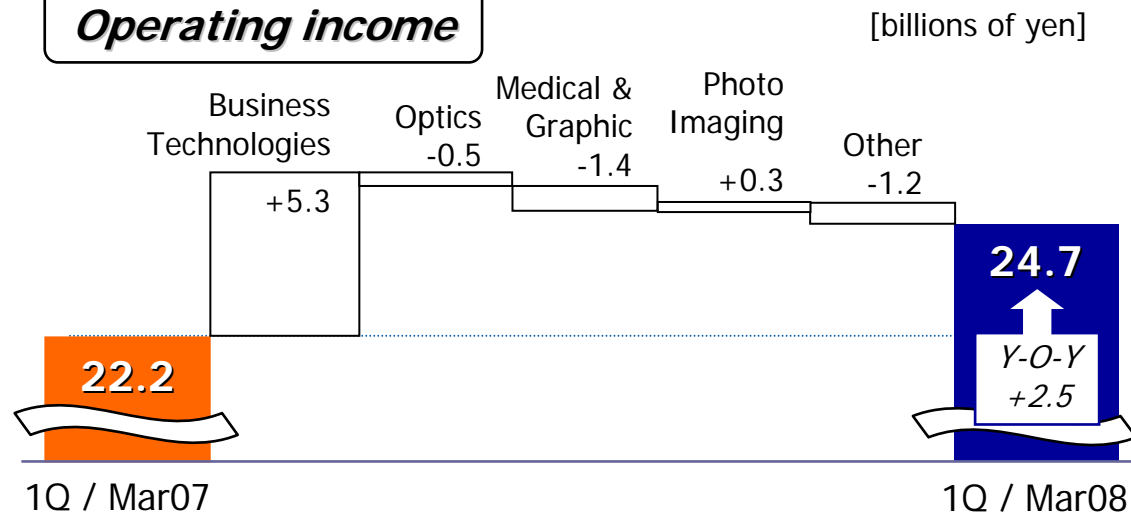 Operating income
[billions of yen]
Business
Technologies
+5.3
Optics
-0.5
Medical &
Graphic
-1.4
Photo
Imaging
+0.3
Other
-1.2
24.7
Y-O-Y
+2.5
22.2
1Q / Mar07
1Q / Mar08